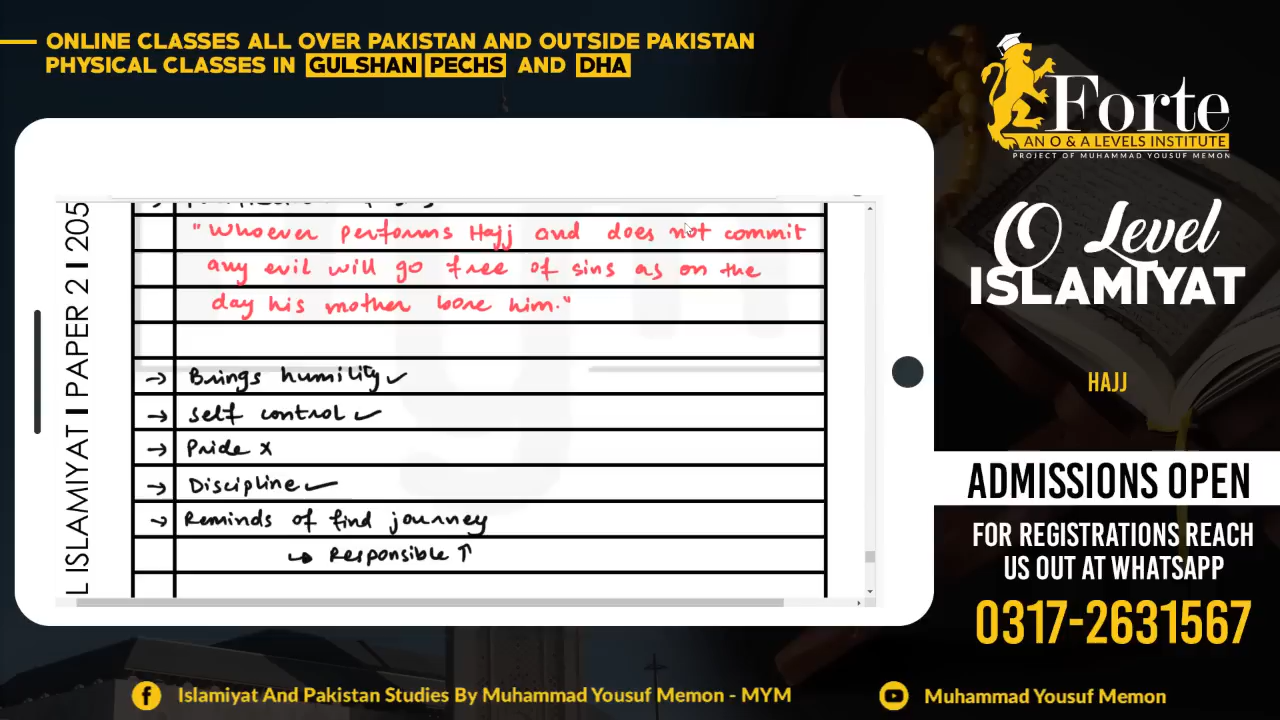 ONLINE CLASSES ALL OVER PAKISTAN AND OUTSIDE PAKISTAN
PHYSICAL CLASSES IN GULSHAN PECHS AND DHA
Forte
AN O & A LEVELS INSTITUTE
PROJECT OF MUHAMMAD YOUSUF MEMON
L ISLAMIYAT I PAPER 2 I 205
"Whoever performs Hajj and does not commit
any evil will go free of sins as on the
day his mother bore him."
→ Brings humility ✓
→ Self control ✓
→ Pride x
→ Discipline ✓
→ Reminds of find journey
↳ Responsible ↑
O Level
ISLAMIYAT
HAJJ
ADMISSIONS OPEN
FOR REGISTRATIONS REACH
US OUT AT WHATSAPP
0317-2631567
Islamiyat And Pakistan Studies By Muhammad Yousuf Memon - MYM
Muhammad Yousuf Memon